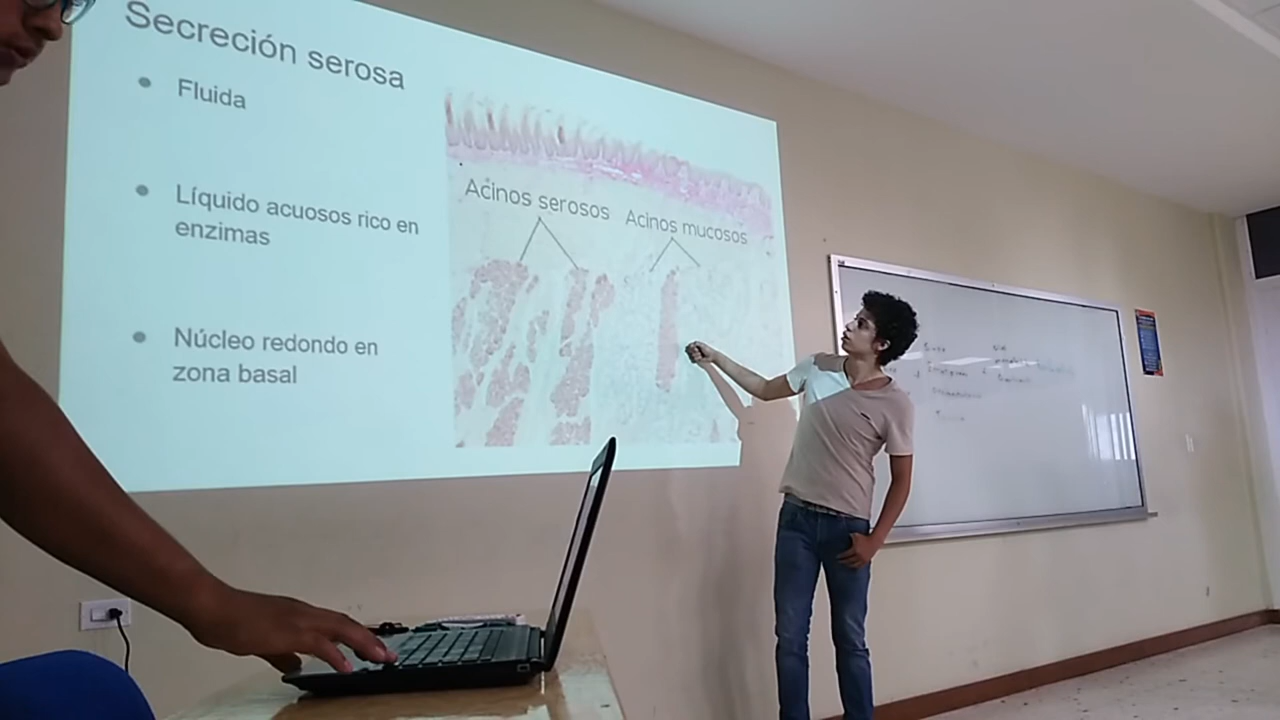 Secreción serosa
Fluida
Líquido acuosos rico en
enzimas
Núcleo redondo en
zona basal
Acinos serosos
Acinos mucosos